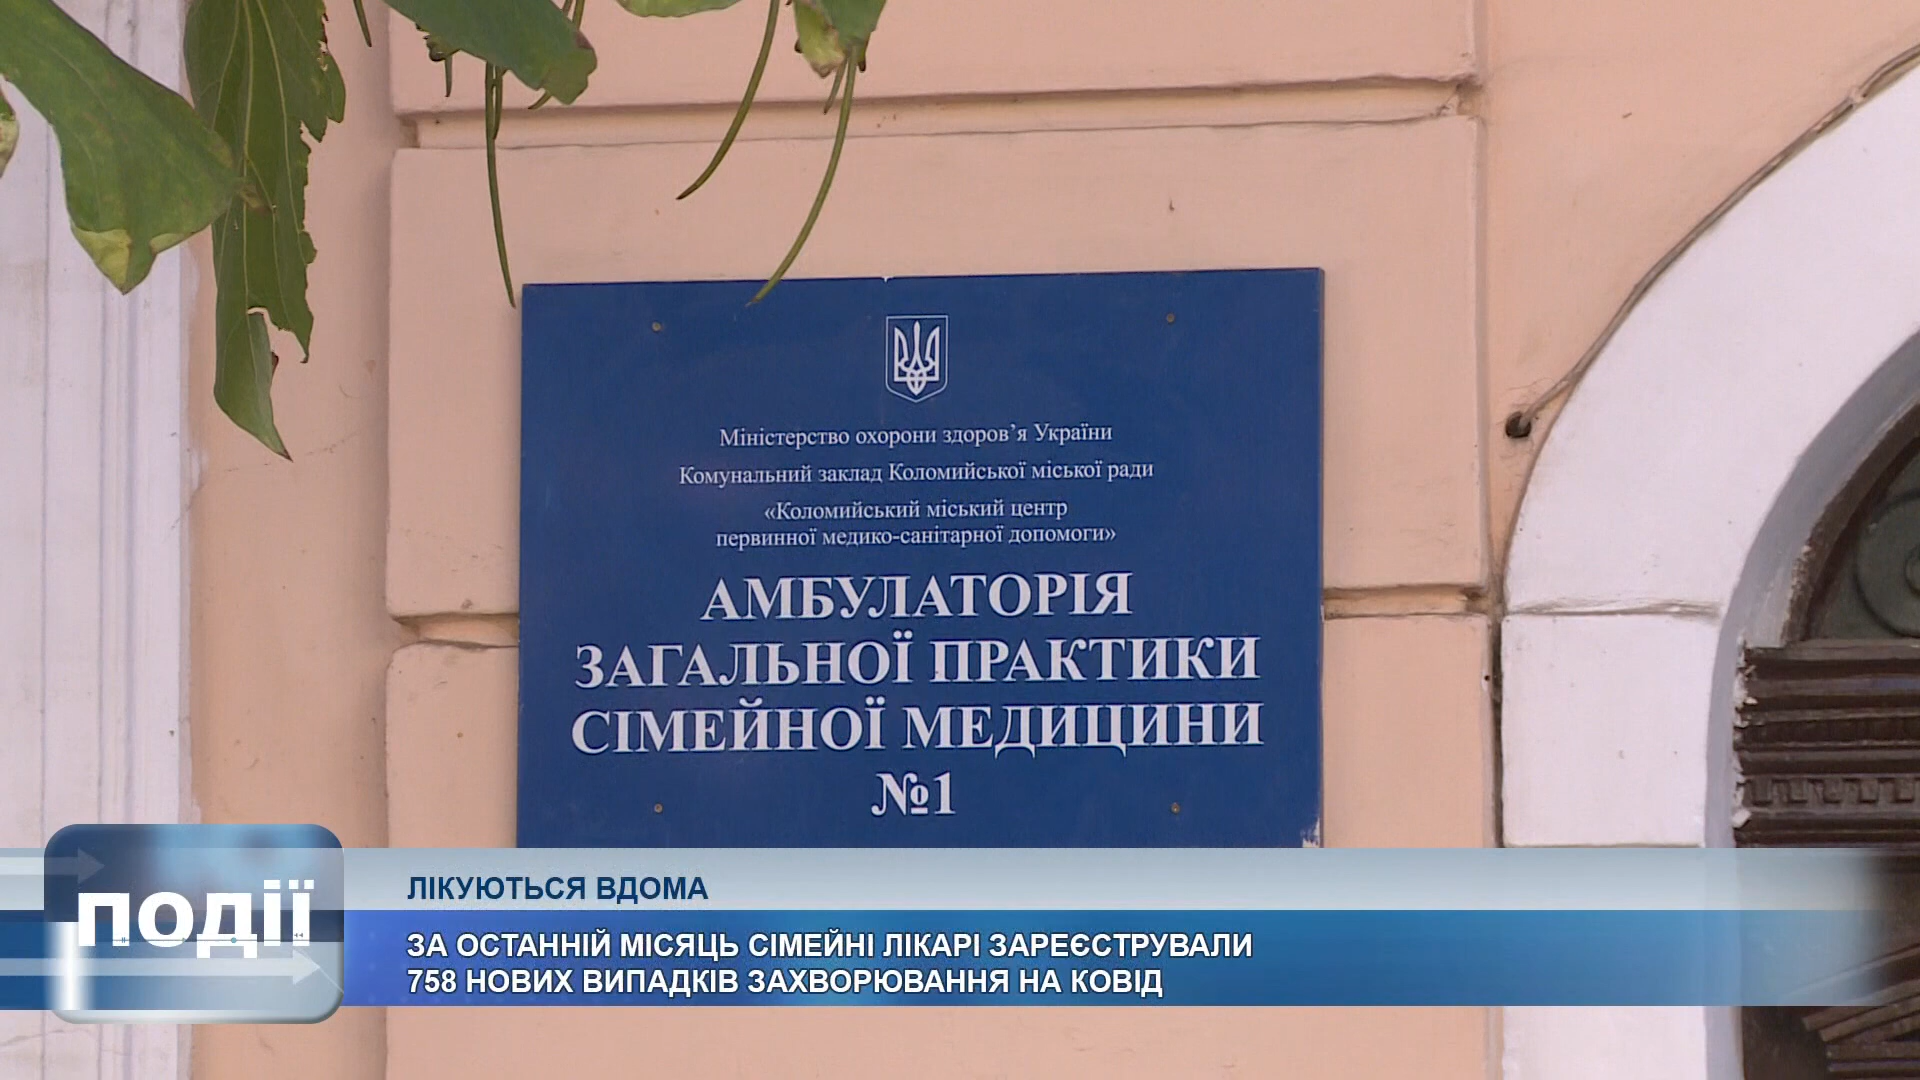 Міністерство охорони здоров’я України
Комунальний заклад Коломийської міської ради
«Коломийський міський центр
первинної медико-санітарної допомоги»
АМБУЛАТОРІЯ
ЗАГАЛЬНОЇ ПРАКТИКИ
СІМЕЙНОЇ МЕДИЦИНИ
№1
події
ЛІКУЮТЬСЯ ВДОМА
ЗА ОСТАННІЙ МІСЯЦЬ СІМЕЙНІ ЛІКАРІ ЗАРЕЄСТРУВАЛИ
758 НОВИХ ВИПАДКІВ ЗАХВОРЮВАННЯ НА КОВІД